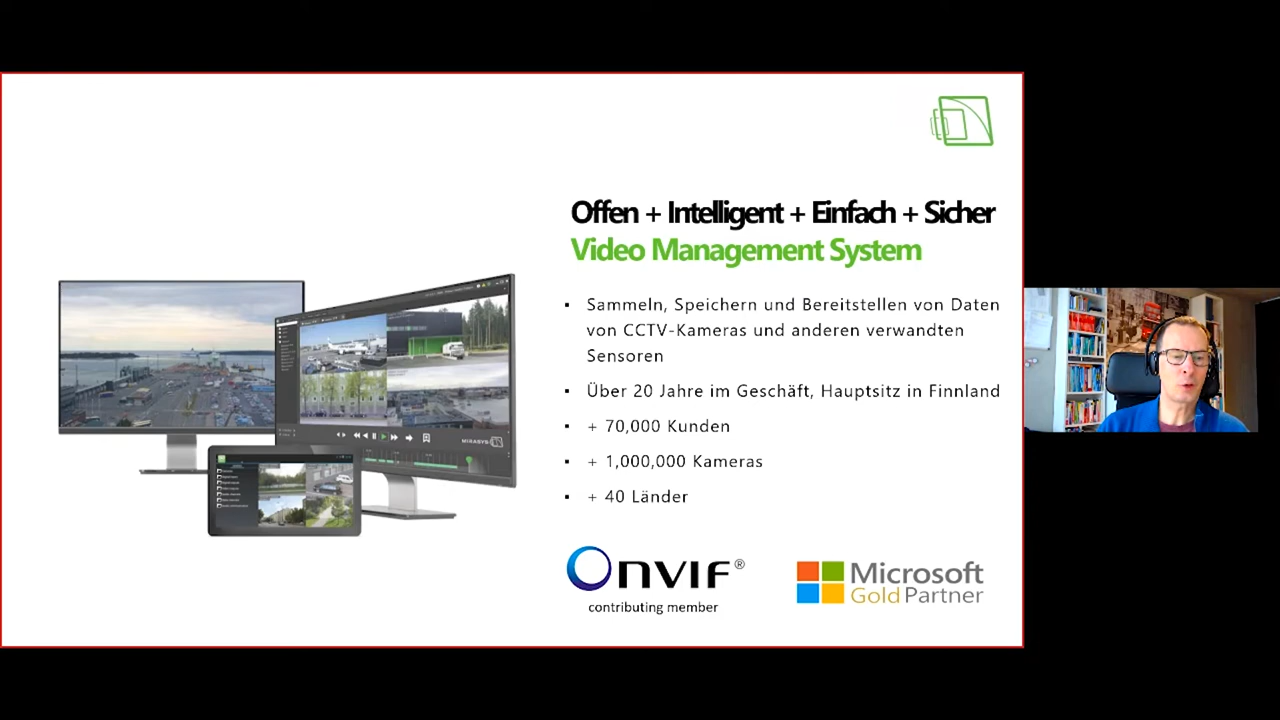 Offen + Intelligent + Einfach + Sicher
Video Management System
▪ Sammeln, Speichern und Bereitstellen von Daten
von CCTV-Kameras und anderen verwandten
Sensoren
▪ Über 20 Jahre im Geschäft, Hauptsitz in Finnland
▪ + 70,000 Kunden
▪ + 1,000,000 Kameras
▪ + 40 Länder
MIRASYS
ONVIF®
contributing member
Microsoft
Gold Partner